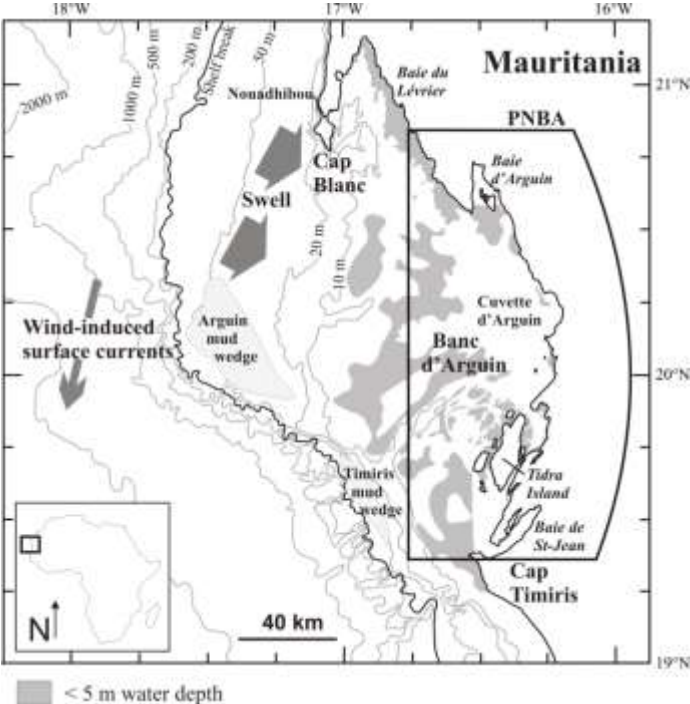 18°W
17°W
16°W
2000 m
1000 m
500 m
200 m
Shelf break
50 m
Nouadhibou
Baie du
Lévrier
Mauritania
21°N
PNBA
Cap
Blanc
Baie
d'Arguin
Swell
20 m
10 m
Cuvette
d'Arguin
Wind-induced
surface currents
Arguin
mud
wedge
Banc
d'Arguin
20°N
Timiris
mud
wedge
Tidra
Island
Baie de
St-Jean
Cap
Timiris
N
40 km
19°N
< 5 m water depth